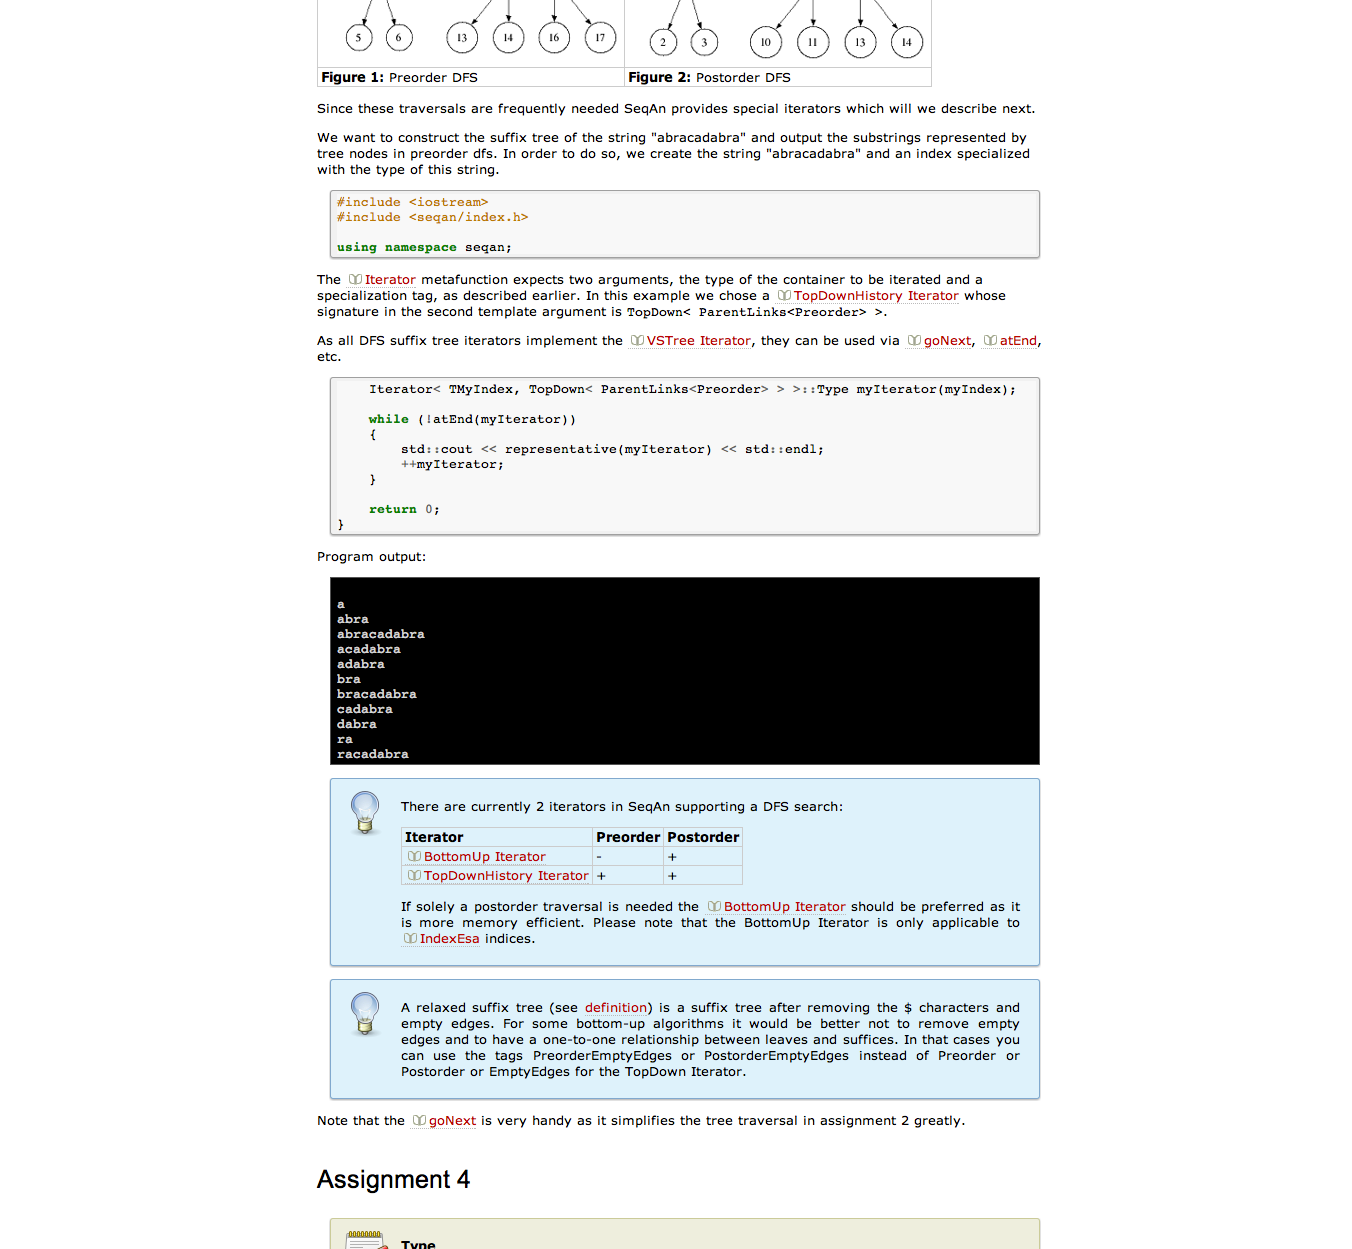 5 6 13 14 16 17 2 3 10 11 13 14
Figure 1: Preorder DFS Figure 2: Postorder DFS
Since these traversals are frequently needed SeqAn provides special iterators which will we describe next.
We want to construct the suffix tree of the string "abracadabra" and output the substrings represented by
tree nodes in preorder dfs. In order to do so, we create the string "abracadabra" and an index specialized
with the type of this string.
#include <iostream>
#include <seqan/index.h>
using namespace seqan;
The Iterator metafunction expects two arguments, the type of the container to be iterated and a
specialization tag, as described earlier. In this example we chose a TopDownHistory Iterator whose
signature in the second template argument is TopDown< ParentLinks<Preorder> >.
As all DFS suffix tree iterators implement the VSTree Iterator, they can be used via goNext, atEnd,
etc.
Iterator< TMyIndex, TopDown< ParentLinks<Preorder> > >::Type myIterator(myIndex);
while (!atEnd(myIterator))
{
std::cout << representative(myIterator) << std::endl;
++myIterator;
}
return 0;
}
Program output:
a
abra
abracadabra
acadabra
adabra
bra
bracadabra
cadabra
dabra
ra
racadabra
There are currently 2 iterators in SeqAn supporting a DFS search:
Iterator Preorder Postorder
BottomUp Iterator - +
TopDownHistory Iterator + +
If solely a postorder traversal is needed the BottomUp Iterator should be preferred as it
is more memory efficient. Please note that the BottomUp Iterator is only applicable to
IndexEsa indices.
A relaxed suffix tree (see definition) is a suffix tree after removing the $ characters and
empty edges. For some bottom-up algorithms it would be better not to remove empty
edges and to have a one-to-one relationship between leaves and suffices. In that cases you
can use the tags PreorderEmptyEdges or PostorderEmptyEdges instead of Preorder or
Postorder or EmptyEdges for the TopDown Iterator.
Note that the goNext is very handy as it simplifies the tree traversal in assignment 2 greatly.
Assignment 4
Type